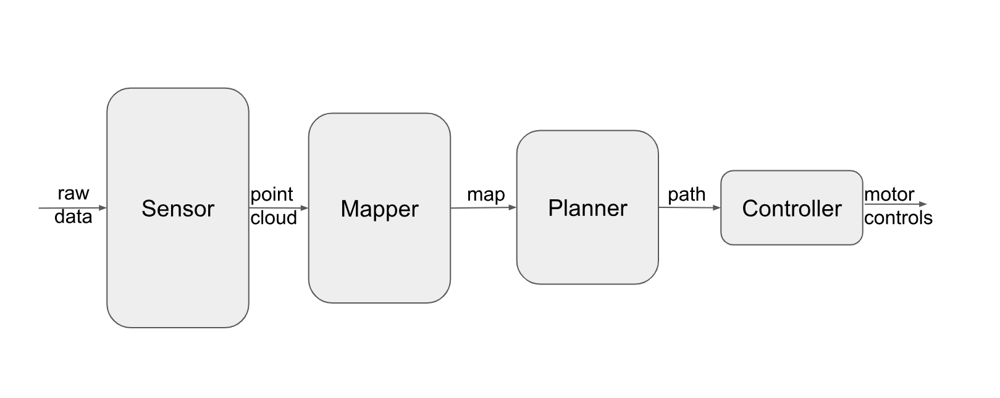 raw
data
Sensor
point
cloud
Mapper
map
Planner
path
Controller
motor
controls